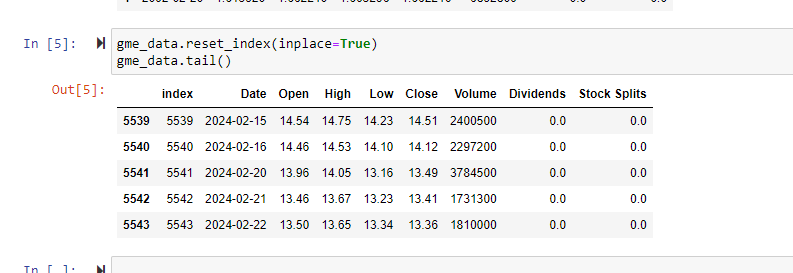 In [5]:
gme_data.reset_index(inplace=True)
gme_data.tail()
Out[5]:
index Date Open High Low Close Volume Dividends Stock Splits
5539 5539 2024-02-15 14.54 14.75 14.23 14.51 2400500 0.0 0.0
5540 5540 2024-02-16 14.46 14.53 14.10 14.12 2297200 0.0 0.0
5541 5541 2024-02-20 13.96 14.05 13.16 13.49 3784500 0.0 0.0
5542 5542 2024-02-21 13.46 13.67 13.23 13.41 1731300 0.0 0.0
5543 5543 2024-02-22 13.50 13.65 13.34 13.36 1810000 0.0 0.0
In [ ]: